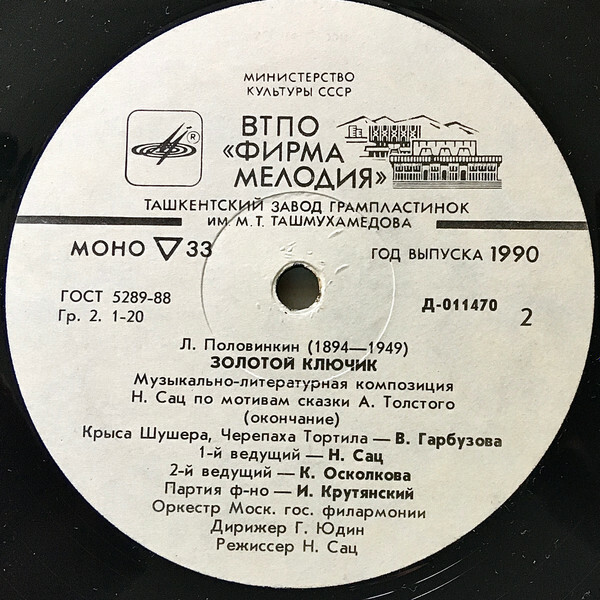 МИНИСТЕРСТВО
КУЛЬТУРЫ СССР
ВТПО
«ФИРМА
МЕЛОДИЯ»
®
ТАШКЕНТСКИЙ ЗАВОД ГРАМПЛАСТИНОК
ИМ. М.Т. ТАШМУХАМЕДОВА
МОНО 33
ГОД ВЫПУСКА 1990
ГОСТ 5289-88
Гр. 2. 1-20
Д-011470
2
Л. Половинкин (1894—1949)
ЗОЛОТОЙ КЛЮЧИК
Музыкально-литературная композиция
Н. Сац по мотивам сказки А. Толстого
(окончание)
Крыса Шушера, Черепаха Тортила — В. Гарбузова
1-й ведущий — Н. Сац
2-й ведущий — К. Осколкова
Партия ф-но — И. Крутянский
Оркестр Моск. гос. филармонии
Дирижер Г. Юдин
Режиссер Н. Сац